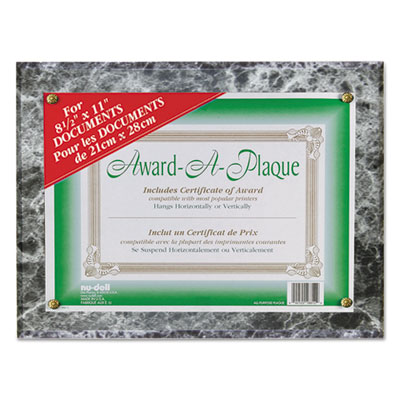 For
8 1/2" x 11"
DOCUMENTS
Pour les DOCUMENTS
de 21cm x 28cm
Award-A-Plaque
Includes Certificate of Award
compatible with most popular printers
Hangs Horizontally or Vertically
Inclut un Certificat de Prix
compatible avec la plupart des imprimantes courantes
Se Suspend Horizontalement ou Verticalement
nu-dell